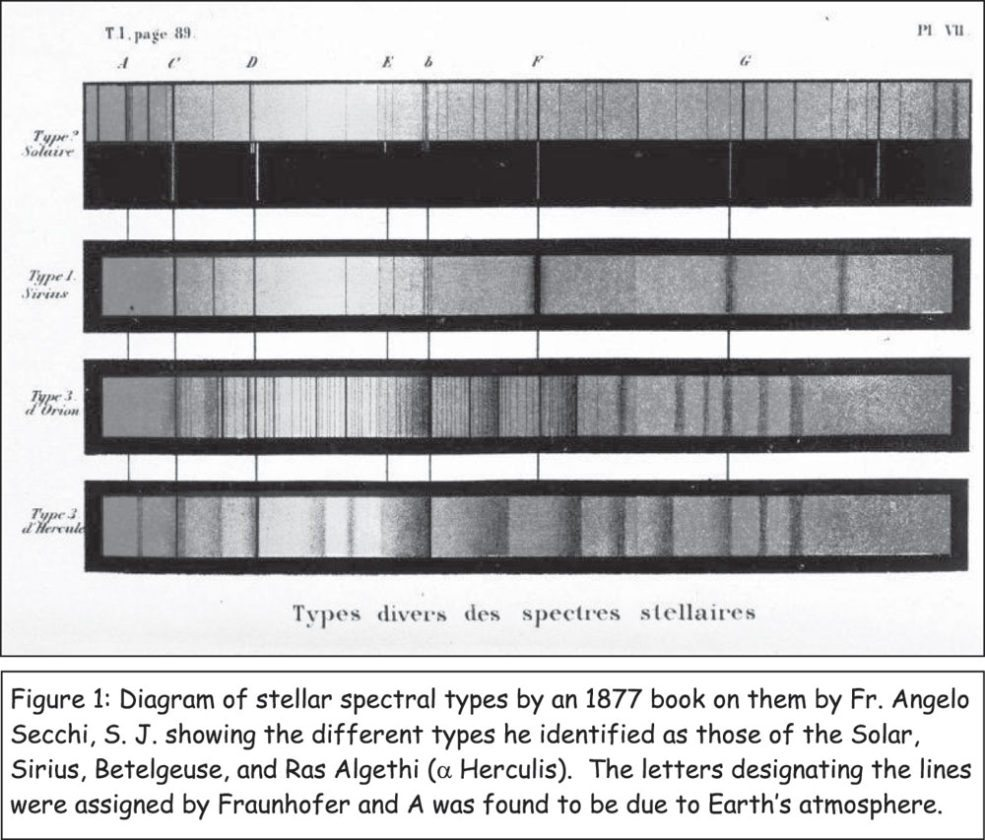 T.I, page 89.
Pl VII.
A C D E b F G
Type 2
Solaire
Type 1.
Sirius
Type 3.
d'Orion
Type 3
d'Hercule
Types divers des spectres stellaires
Figure 1: Diagram of stellar spectral types by an 1877 book on them by Fr. Angelo
Secchi, S. J. showing the different types he identified as those of the Solar,
Sirius, Betelgeuse, and Ras Algethi (α Herculis). The letters designating the lines
were assigned by Fraunhofer and A was found to be due to Earth's atmosphere.